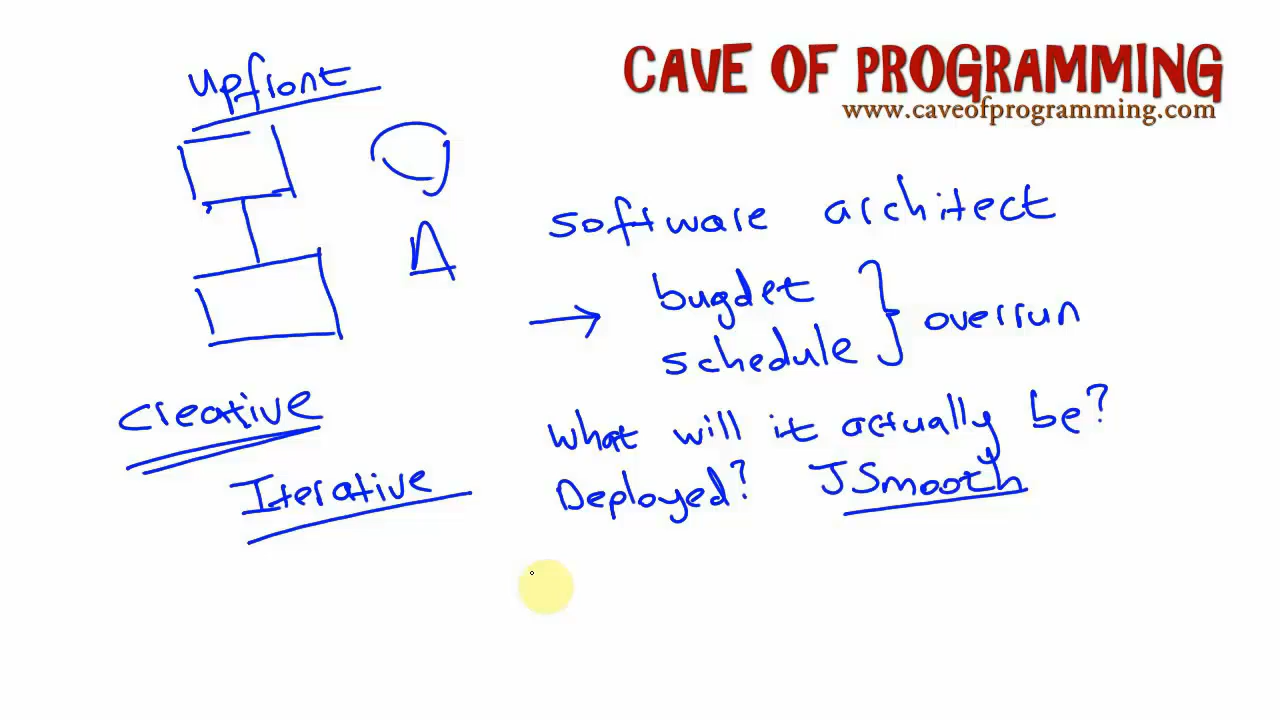 upfront
CAVE OF PROGRAMMING
www.caveofprogramming.com
software architect
bugdet
schedule
overrun
creative
Iterative
What will it actually be?
Deployed?
JSmooth